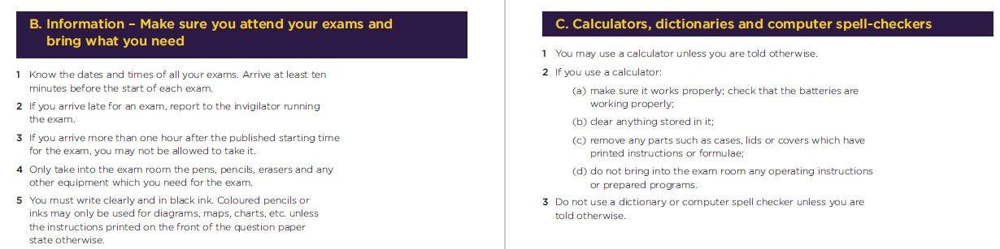 B. Information – Make sure you attend your exams and
bring what you need
1 Know the dates and times of all your exams. Arrive at least ten
minutes before the start of each exam.
2 If you arrive late for an exam, report to the invigilator running
the exam.
3 If you arrive more than one hour after the published starting time
for the exam, you may not be allowed to take it.
4 Only take into the exam room the pens, pencils, erasers and any
other equipment which you need for the exam.
5 You must write clearly and in black ink. Coloured pencils or
inks may only be used for diagrams, maps, charts, etc. unless
the instructions printed on the front of the question paper
state otherwise.
C. Calculators, dictionaries and computer spell-checkers
1 You may use a calculator unless you are told otherwise.
2 If you use a calculator:
(a) make sure it works properly; check that the batteries are
working properly;
(b) clear anything stored in it;
(c) remove any parts such as cases, lids or covers which have
printed instructions or formulae;
(d) do not bring into the exam room any operating instructions
or prepared programs.
3 Do not use a dictionary or computer spell checker unless you are
told otherwise.